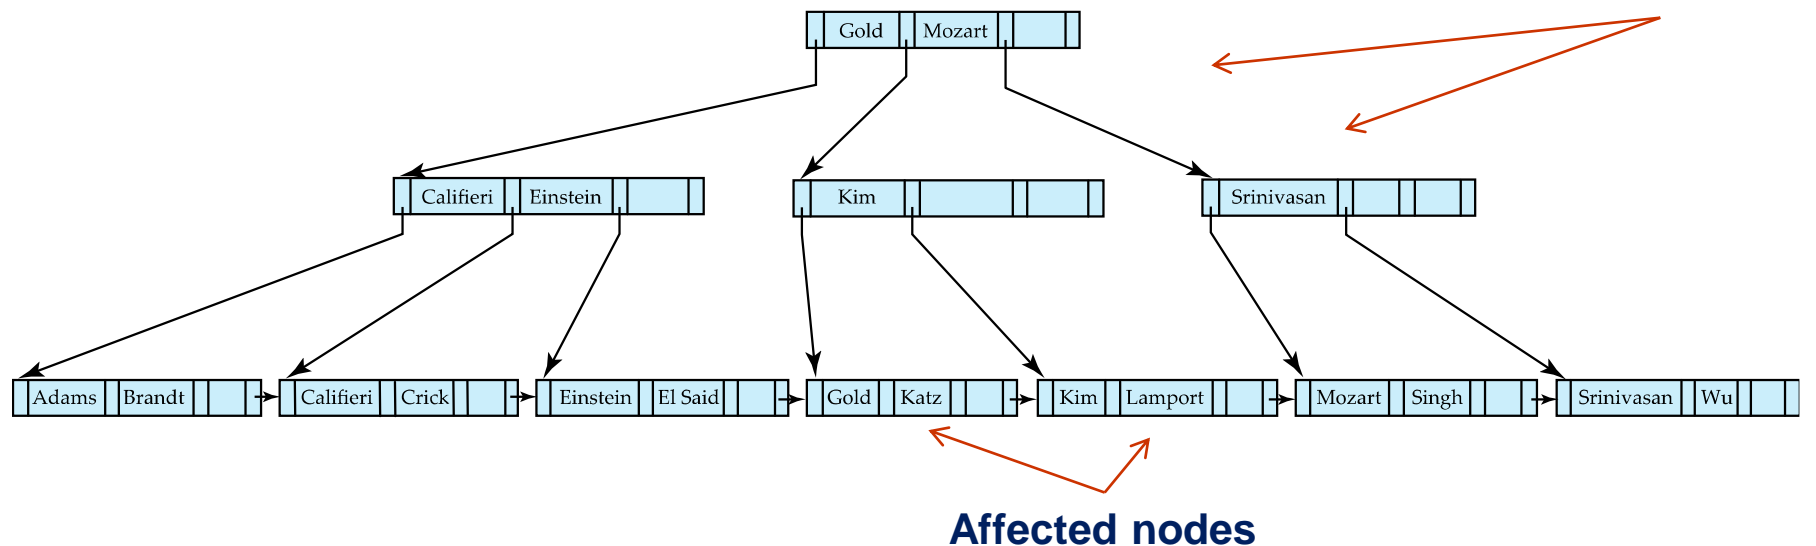 Gold Mozart
Califieri Einstein Kim Srinivasan
Adams Brandt Califieri Crick Einstein El Said Gold Katz Kim Lamport Mozart Singh Srinivasan Wu
Affected nodes